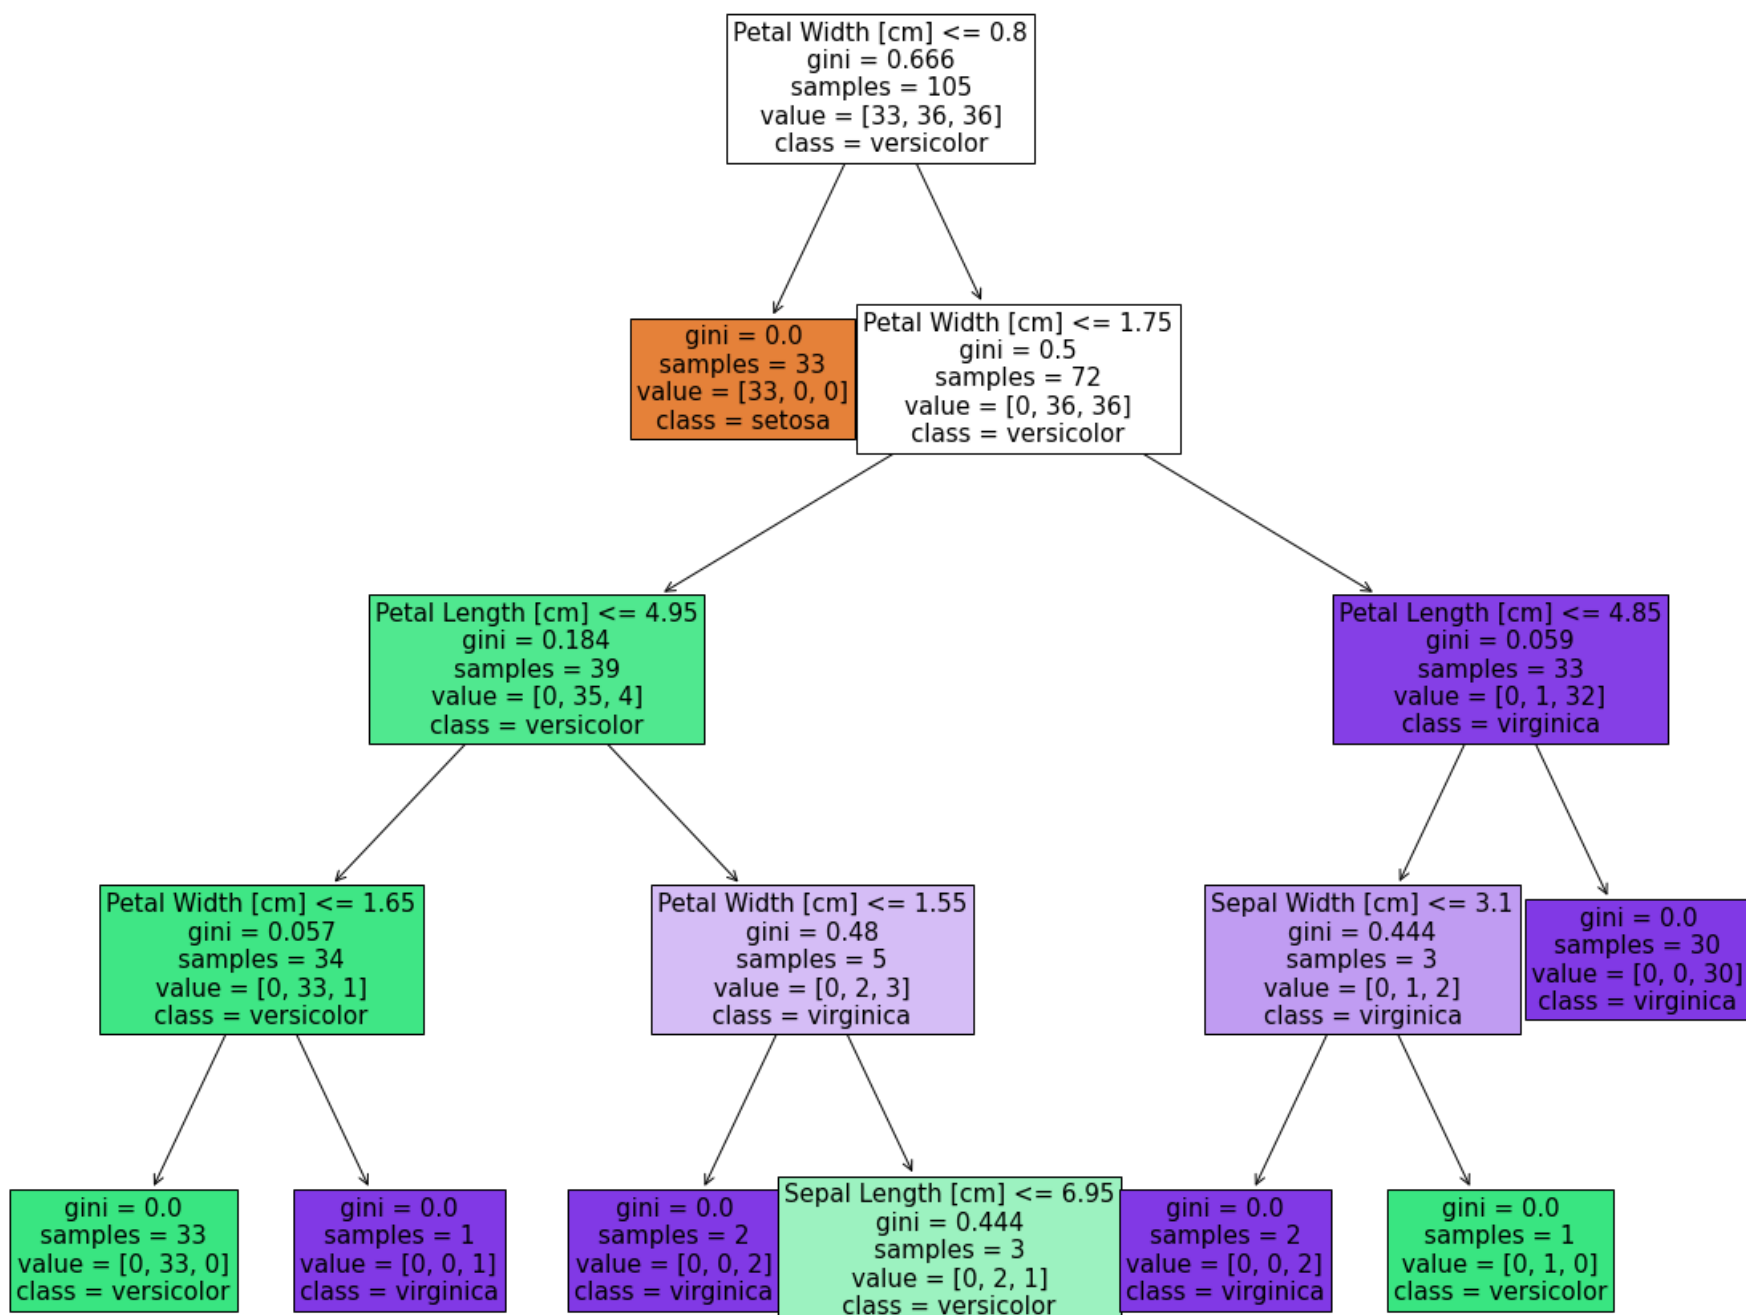 Petal Width [cm] <= 0.8
gini = 0.666
samples = 105
value = [33, 36, 36]
class = versicolor
gini = 0.0
samples = 33
value = [33, 0, 0]
class = setosa
Petal Width [cm] <= 1.75
gini = 0.5
samples = 72
value = [0, 36, 36]
class = versicolor
Petal Length [cm] <= 4.95
gini = 0.184
samples = 39
value = [0, 35, 4]
class = versicolor
Petal Length [cm] <= 4.85
gini = 0.059
samples = 33
value = [0, 1, 32]
class = virginica
Petal Width [cm] <= 1.65
gini = 0.057
samples = 34
value = [0, 33, 1]
class = versicolor
Petal Width [cm] <= 1.55
gini = 0.48
samples = 5
value = [0, 2, 3]
class = virginica
Sepal Width [cm] <= 3.1
gini = 0.444
samples = 3
value = [0, 1, 2]
class = virginica
gini = 0.0
samples = 30
value = [0, 0, 30]
class = virginica
gini = 0.0
samples = 33
value = [0, 33, 0]
class = versicolor
gini = 0.0
samples = 1
value = [0, 0, 1]
class = virginica
gini = 0.0
samples = 2
value = [0, 0, 2]
class = virginica
Sepal Length [cm] <= 6.95
gini = 0.444
samples = 3
value = [0, 2, 1]
class = versicolor
gini = 0.0
samples = 2
value = [0, 0, 2]
class = virginica
gini = 0.0
samples = 1
value = [0, 1, 0]
class = versicolor